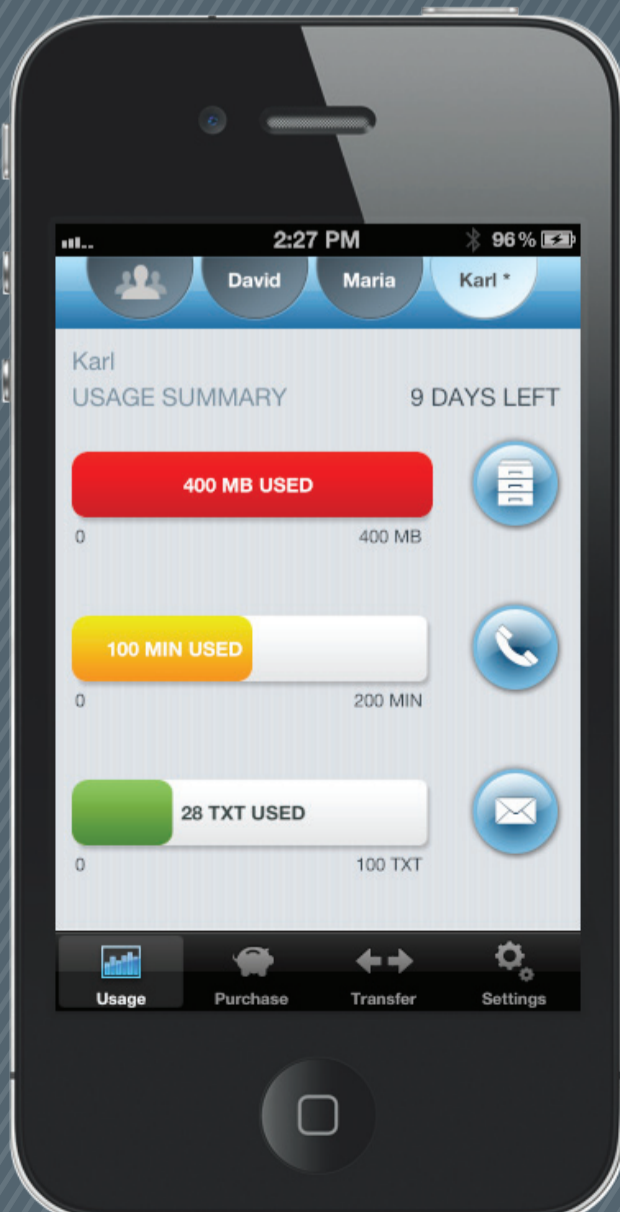 2:27 PM 96%
David Maria Karl *
Karl
USAGE SUMMARY 9 DAYS LEFT
400 MB USED
0 400 MB
100 MIN USED
0 200 MIN
28 TXT USED
0 100 TXT
Usage Purchase Transfer Settings